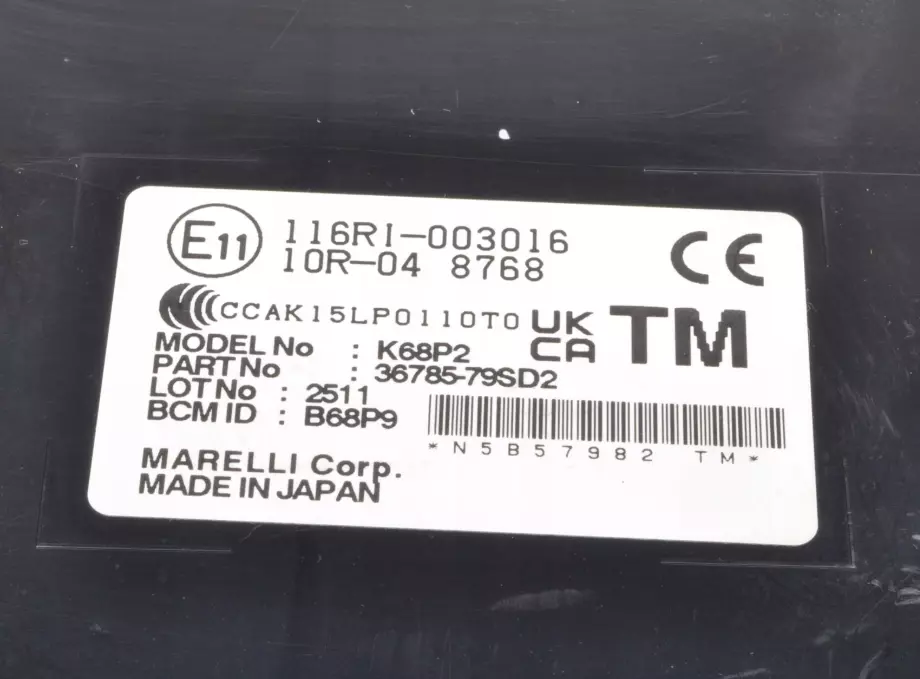 E11 116RI-003016
10R-04 8768
CE
CCAK15LP0110T0
UK
CA
TM
MODEL No : K68P2
PART No : 36785-79SD2
LOT No : 2511
BCM ID : B68P9
*N5B57982 TM*
MARELLI Corp.
MADE IN JAPAN